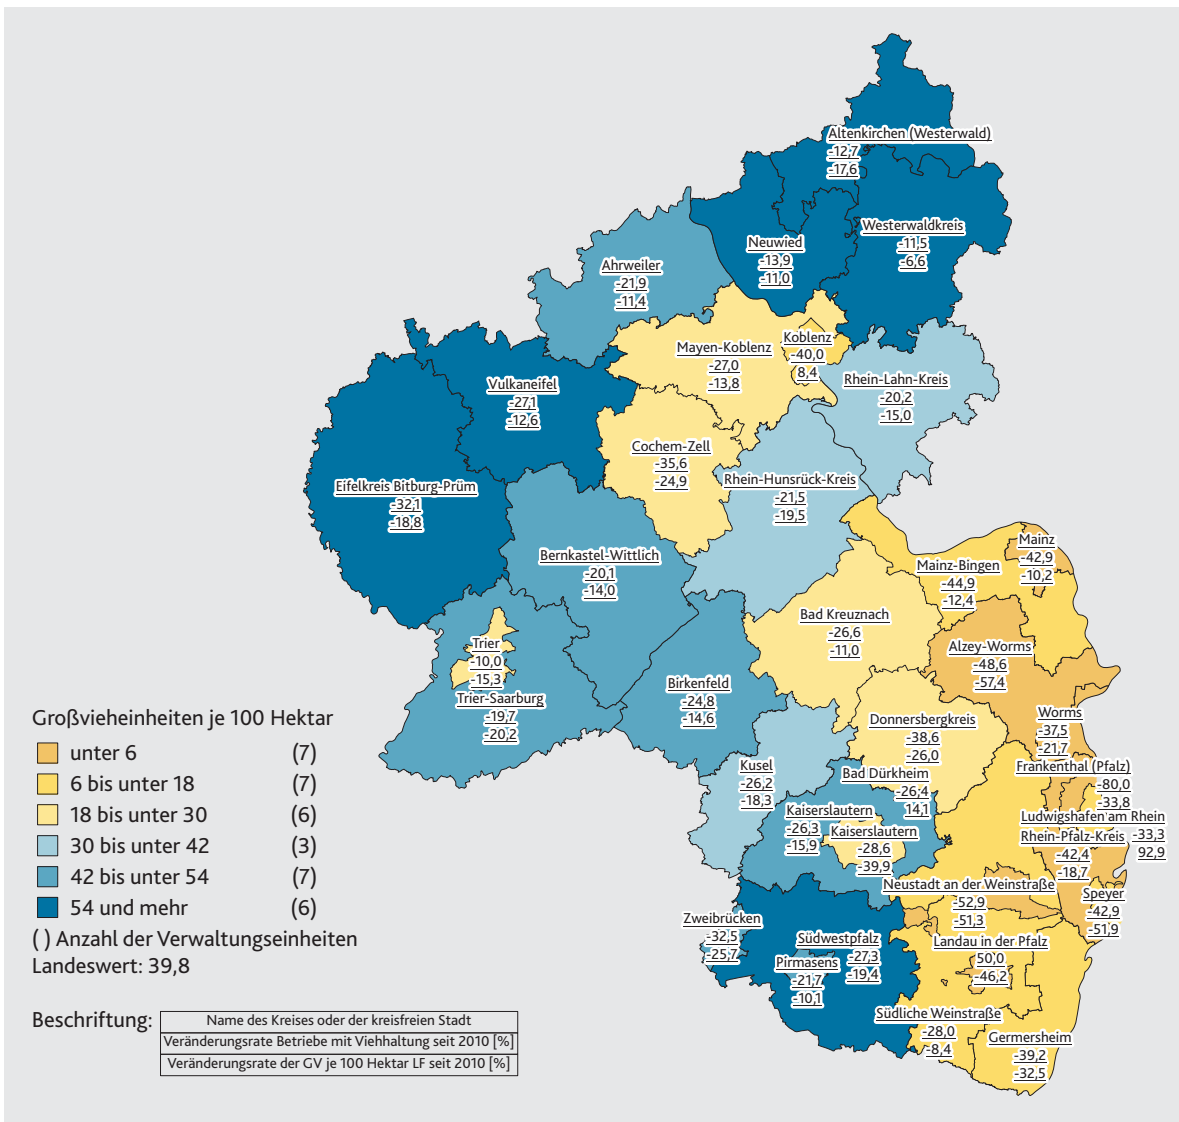 Altenkirchen (Westerwald)
-12,7
-17,6
Westerwaldkreis
-11,5
-6,6
Neuwied
-13,9
-11,0
Ahrweiler
-21,9
-11,4
Koblenz
-40,0
8,4
Mayen-Koblenz
-27,0
-13,8
Rhein-Lahn-Kreis
-20,2
-15,0
Vulkaneifel
-27,1
-12,6
Cochem-Zell
-35,6
-24,9
Rhein-Hunsrück-Kreis
-21,5
-19,5
Eifelkreis Bitburg-Prüm
-32,1
-18,8
Bernkastel-Wittlich
-20,1
-14,0
Mainz
-42,9
-10,2
Mainz-Bingen
-44,9
-12,4
Bad Kreuznach
-26,6
-11,0
Alzey-Worms
-48,6
-57,4
Trier
-10,0
-15,3
Trier-Saarburg
-19,7
-20,2
Birkenfeld
-24,8
-14,6
Donnersbergkreis
-38,6
-26,0
Worms
-37,5
-21,7
Kusel
-26,2
-18,3
Bad Dürkheim
-26,4
14,1
Frankenthal (Pfalz)
-80,0
-33,8
Kaiserslautern
-26,3
-15,9
Kaiserslautern
-28,6
-39,9
Ludwigshafen am Rhein
-33,3
92,9
Rhein-Pfalz-Kreis
-42,4
-18,7
Neustadt an der Weinstraße
-52,9
-51,3
Speyer
-42,9
-51,9
Zweibrücken
-32,5
-25,7
Südwestpfalz
-27,3
-19,4
Pirmasens
-21,7
-10,1
Landau in der Pfalz
50,0
-46,2
Südliche Weinstraße
-28,0
-8,4
Germersheim
-39,2
-32,5
Großvieheinheiten je 100 Hektar
unter 6 (7)
6 bis unter 18 (7)
18 bis unter 30 (6)
30 bis unter 42 (3)
42 bis unter 54 (7)
54 und mehr (6)
( ) Anzahl der Verwaltungseinheiten
Landeswert: 39,8
Beschriftung:
Name des Kreises oder der kreisfreien Stadt
Veränderungsrate Betriebe mit Viehhaltung seit 2010 [%]
Veränderungsrate der GV je 100 Hektar LF seit 2010 [%]